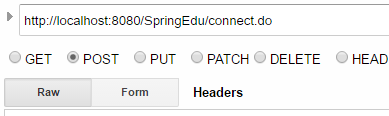 http://localhost:8080/SpringEdu/connect.do
GET POST PUT PATCH DELETE HEAD
Raw Form Headers